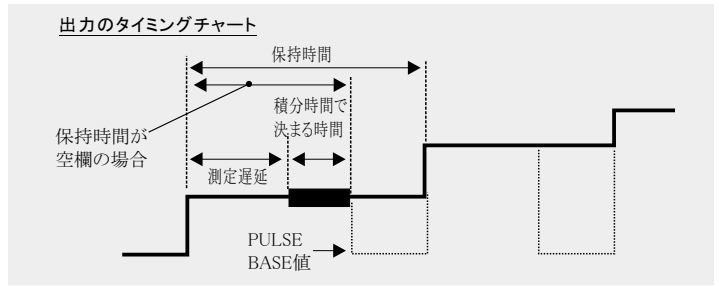 出力のタイミングチャート
保持時間
積分時間で
決まる時間
保持時間が
空欄の場合
測定遅延
PULSE
BASE値